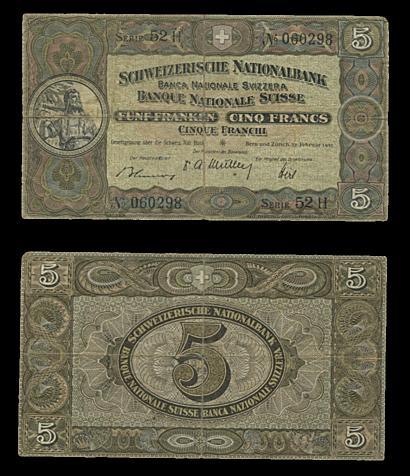 SERIE 52 H
№ 060298
5
SCHWEIZERISCHE NATIONALBANK
BANCA NAZIONALE SVIZZERA
BANQUE NATIONALE SUISSE
FÜNF FRANKEN CINQ FRANCS
CINQUE FRANCHI
№ 060298
SERIE 52 H
5 5
SCHWEIZERISCHE NATIONALBANK
5
BANQUE NATIONALE SUISSE BANCA NAZIONALE SVIZZERA
5 5